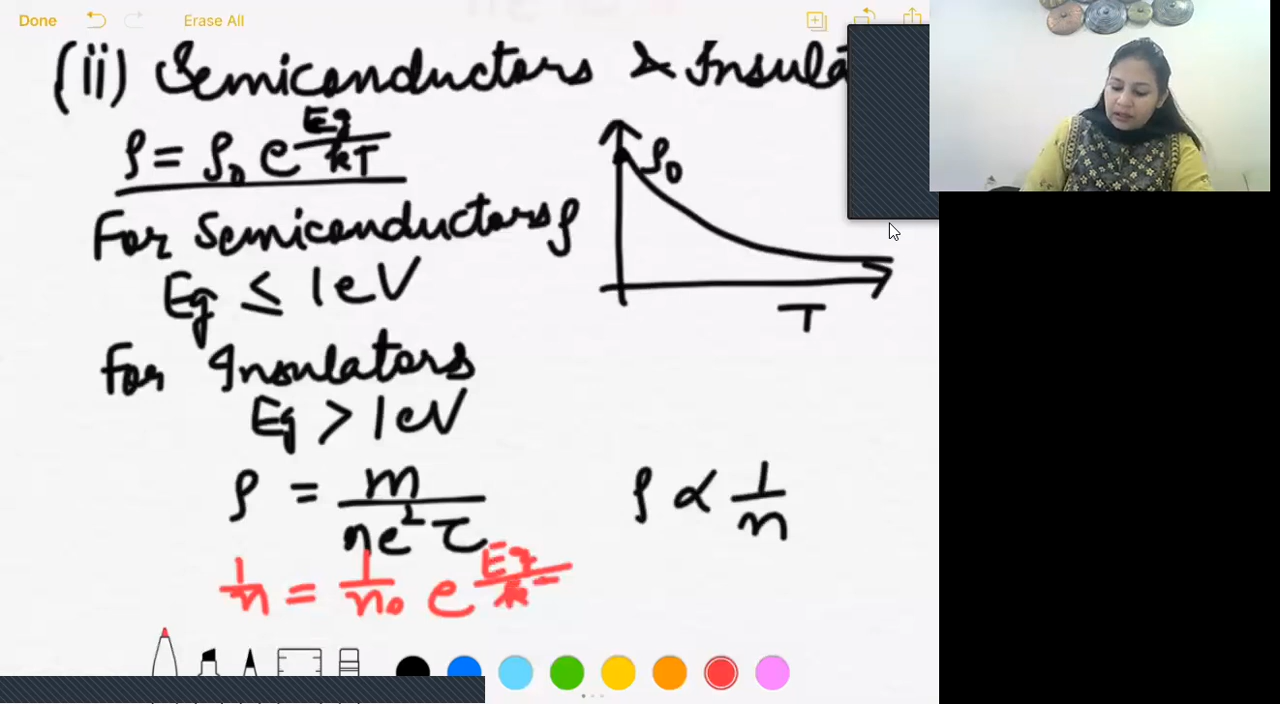 Done Erase All
(ii) Semiconductors & Insula
ρ = ρ₀ e^(Eg/kT)
For Semiconductors
Eg ≤ 1eV
For Insulators
Eg > 1eV
ρ = m/(ne²τ)
1/n = 1/n₀ e^(Eg/k
ρ₀
ρ
T
ρ ∝ 1/n